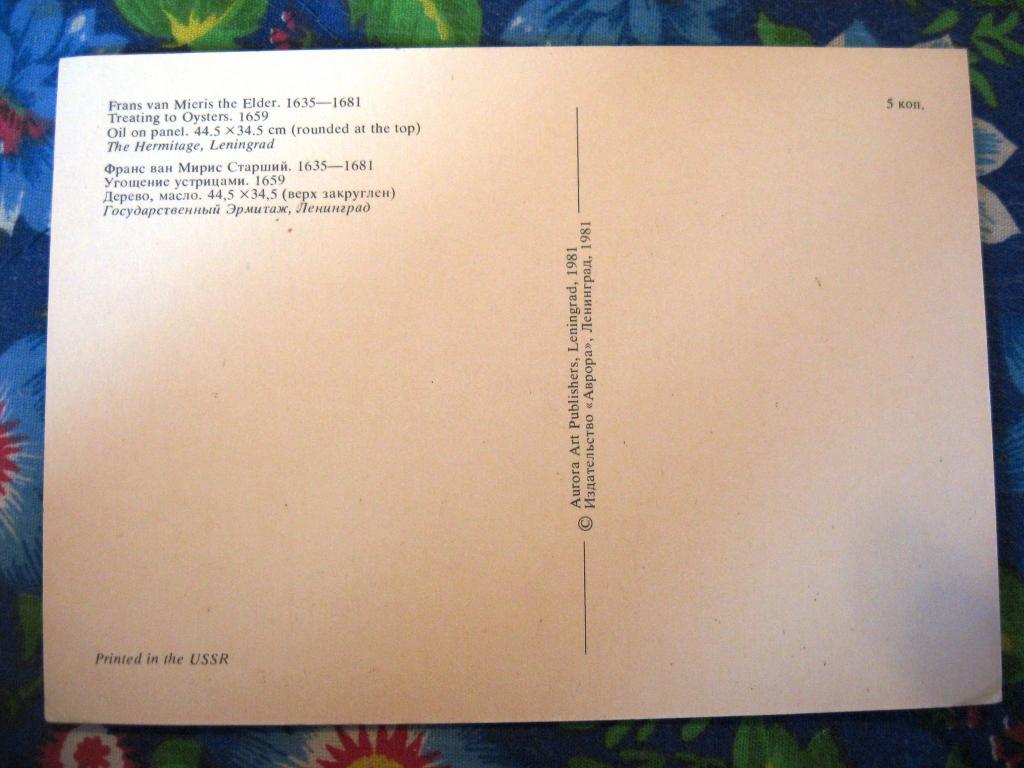 Frans van Mieris the Elder. 1635—1681
Treating to Oysters. 1659
Oil on panel. 44.5 × 34.5 cm (rounded at the top)
The Hermitage, Leningrad
Франс ван Мирис Старший. 1635—1681
Угощение устрицами. 1659
Дерево, масло. 44,5 × 34,5 (верх закруглен)
Государственный Эрмитаж, Ленинград
Printed in the USSR
© Aurora Art Publishers, Leningrad, 1981
Издательство «Аврора», Ленинград, 1981
5 коп.